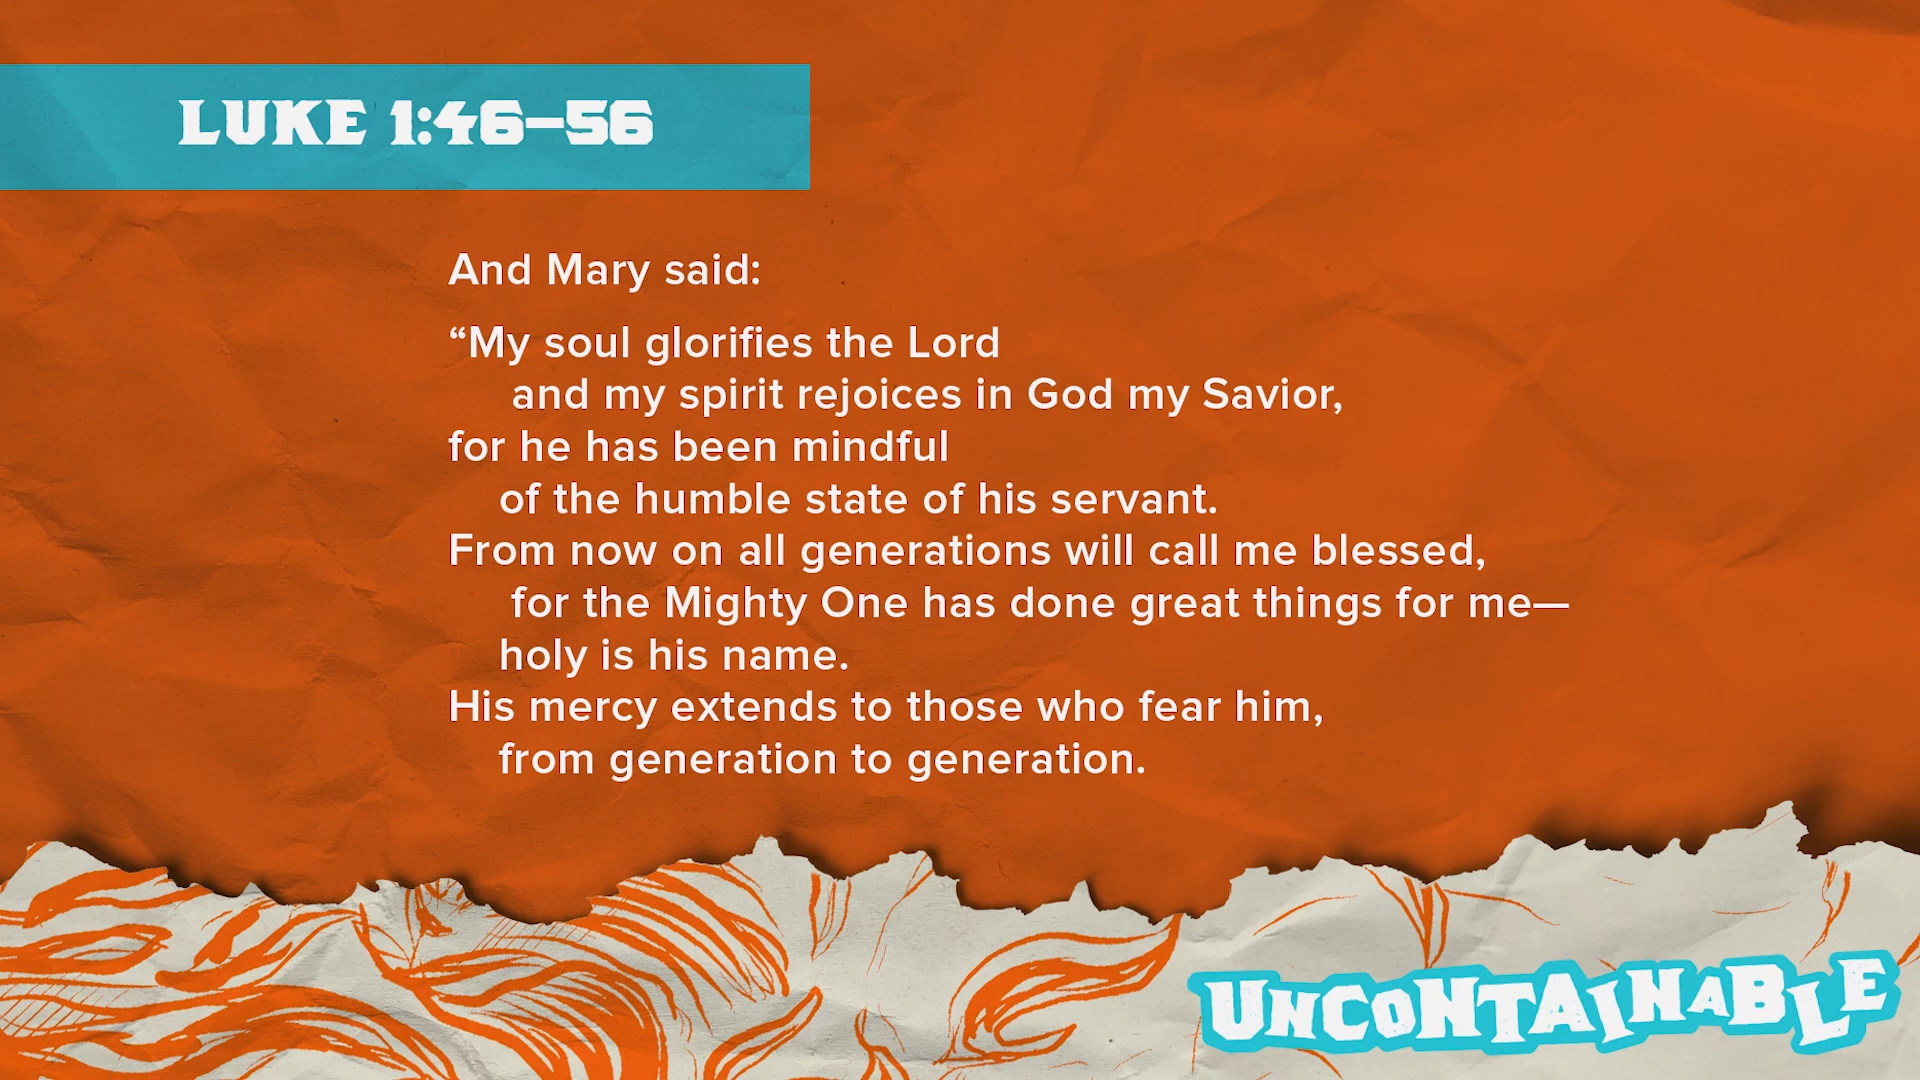 LUKE 1:46–56
And Mary said:
“My soul glorifies the Lord
and my spirit rejoices in God my Savior,
for he has been mindful
of the humble state of his servant.
From now on all generations will call me blessed,
for the Mighty One has done great things for me—
holy is his name.
His mercy extends to those who fear him,
from generation to generation.
UNCONTAINABLE